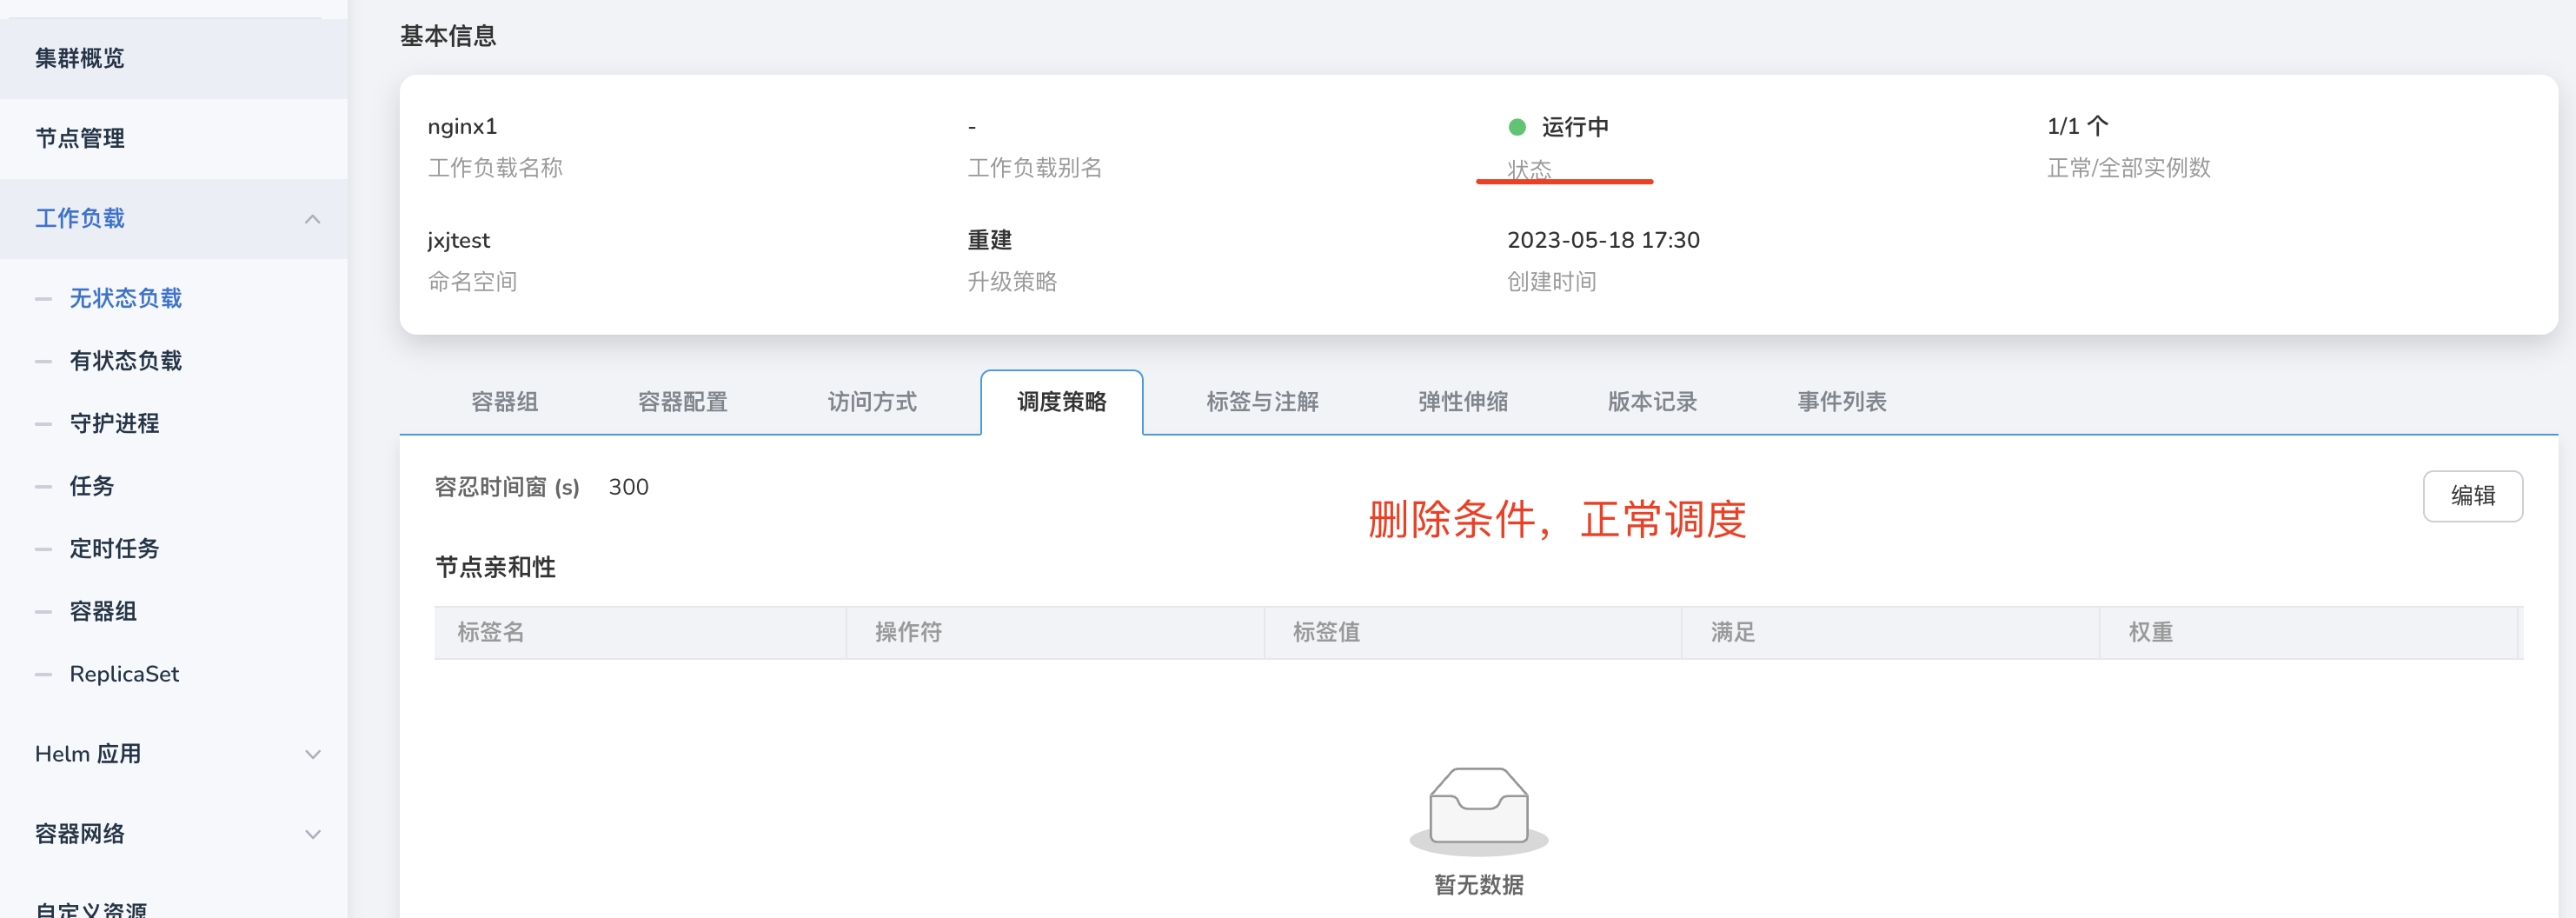 集群概览
节点管理
工作负载
无状态负载
有状态负载
守护进程
任务
定时任务
容器组
ReplicaSet
Helm 应用
容器网络
自定义资源
基本信息
nginx1
工作负载名称
-
工作负载别名
运行中
状态
1/1 个
正常/全部实例数
jxjtest
命名空间
重建
升级策略
2023-05-18 17:30
创建时间
容器组 容器配置 访问方式 调度策略 标签与注解 弹性伸缩 版本记录 事件列表
容忍时间窗 (s) 300
编辑
删除条件，正常调度
节点亲和性
标签名 操作符 标签值 满足 权重
暂无数据